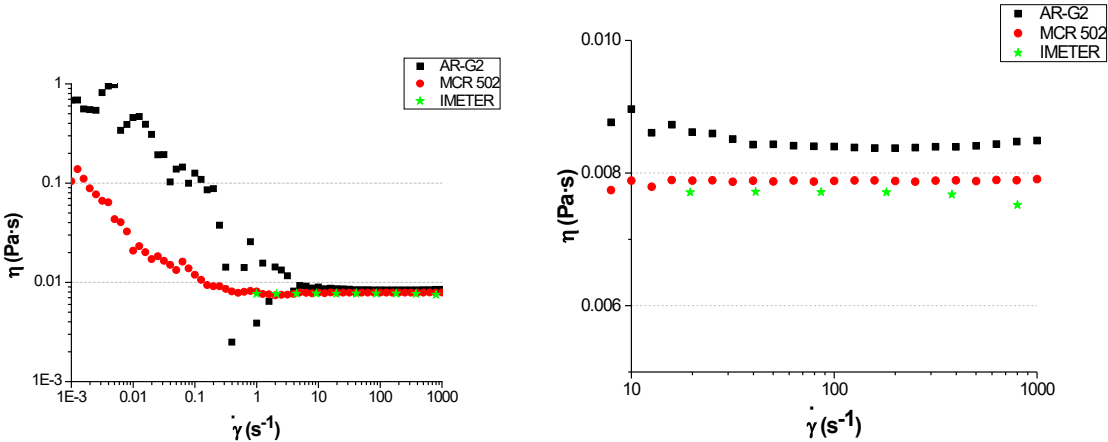 AR-G2
MCR 502
IMETER
1
0.1
0.01
1E-3
η (Pa·s)
1E-3 0.01 0.1 1 10 100 1000
γ̇ (s⁻¹)
AR-G2
MCR 502
IMETER
0.010
0.008
0.006
η (Pa·s)
10 100 1000
γ̇ (s⁻¹)